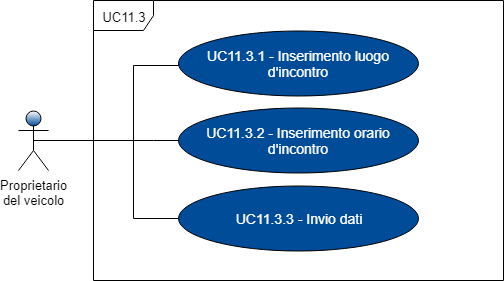 UC11.3
UC11.3.1 - Inserimento luogo
d'incontro
UC11.3.2 - Inserimento orario
d'incontro
Proprietario
del veicolo
UC11.3.3 - Invio dati